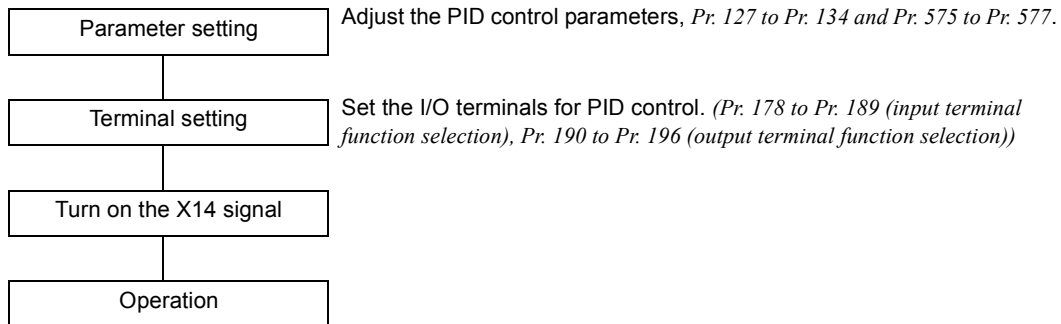 Parameter setting
Adjust the PID control parameters, Pr. 127 to Pr. 134 and Pr. 575 to Pr. 577.
Terminal setting
Set the I/O terminals for PID control. (Pr. 178 to Pr. 189 (input terminal
function selection), Pr. 190 to Pr. 196 (output terminal function selection))
Turn on the X14 signal
Operation